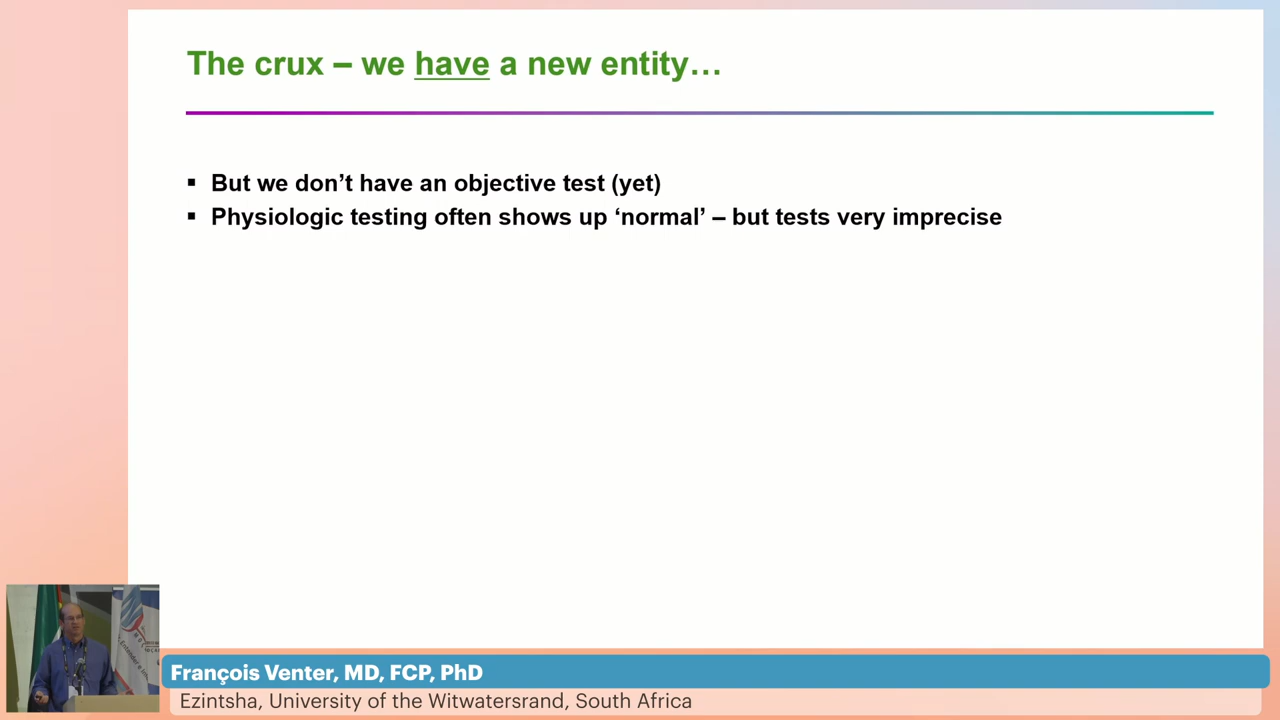 The crux – we have a new entity…
▪ But we don’t have an objective test (yet)
▪ Physiologic testing often shows up ‘normal’ – but tests very imprecise
François Venter, MD, FCP, PhD
Ezintsha, University of the Witwatersrand, South Africa